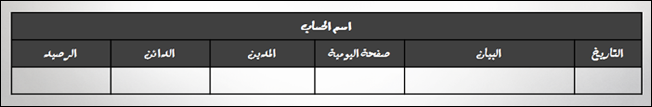 اسم الحساب
التاريخ البيان صفحة اليومية المدين الدائن الرصيد